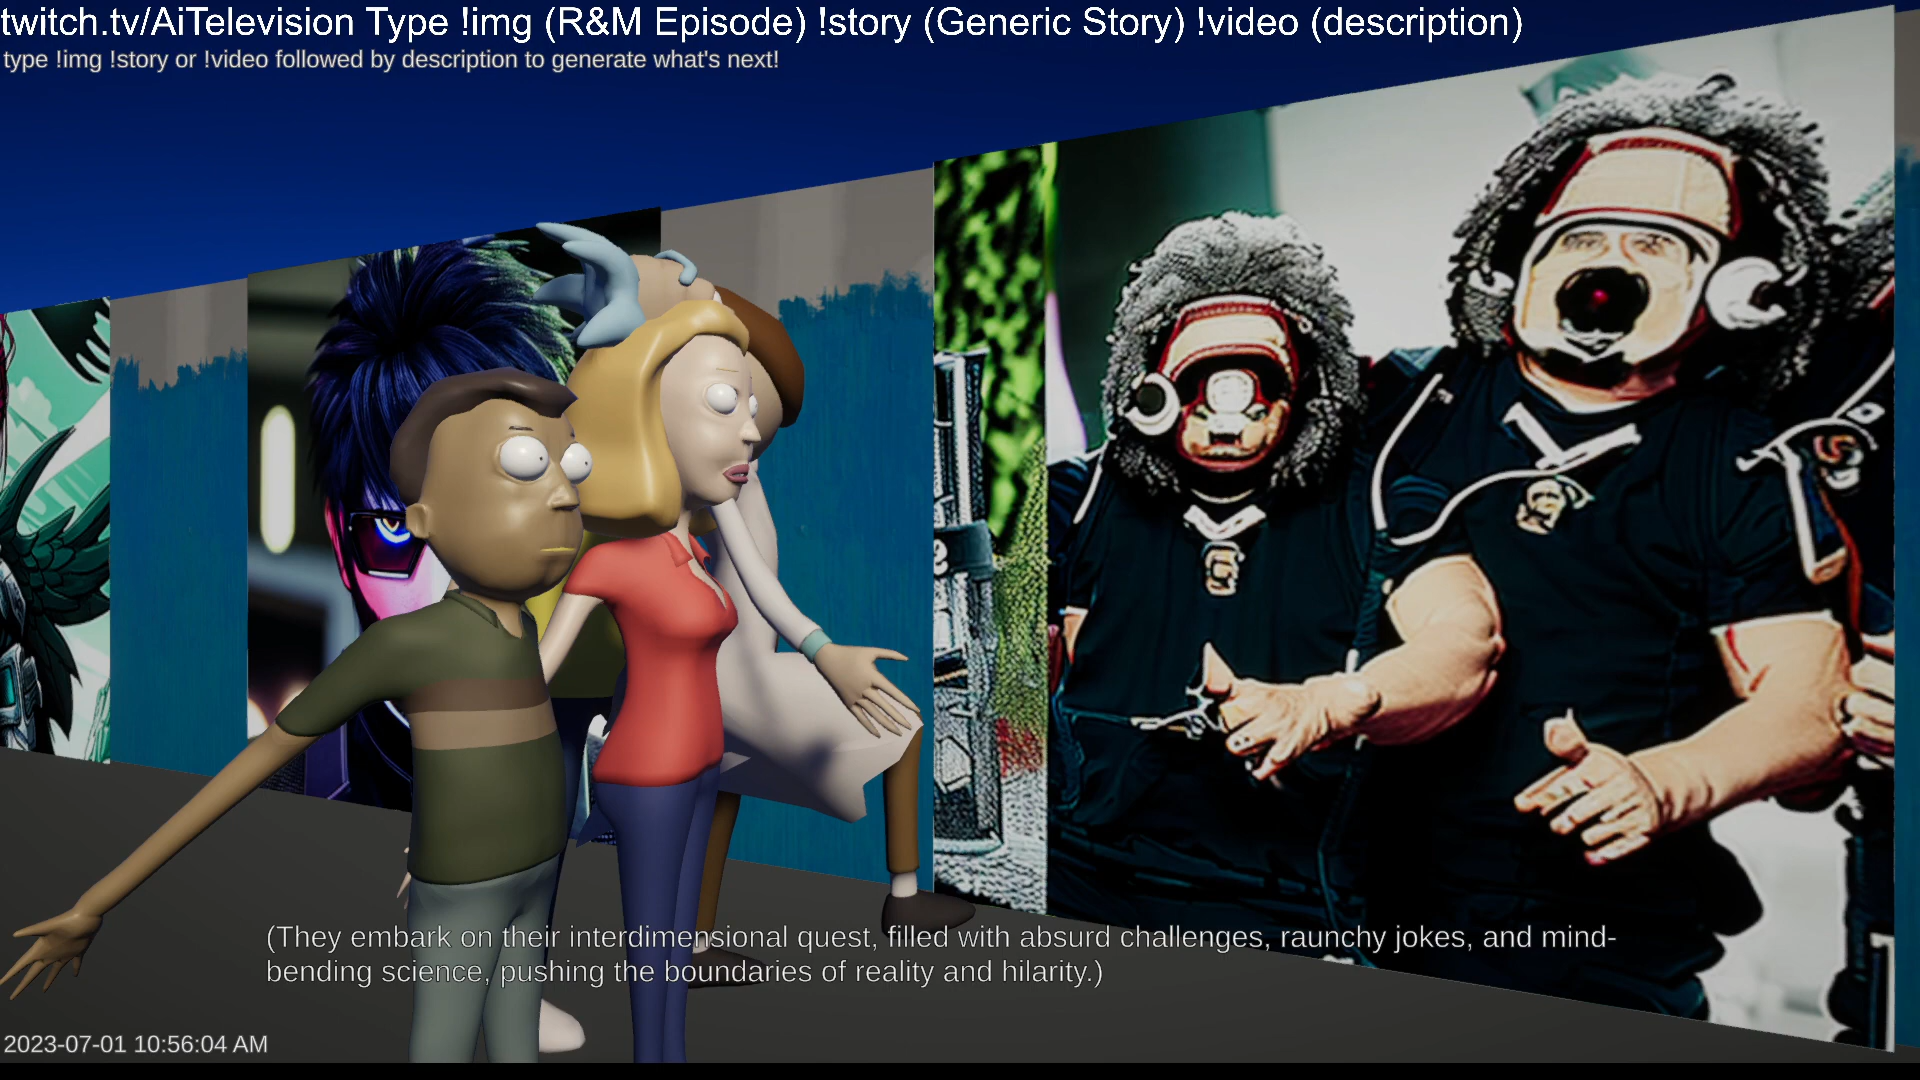 twitch.tv/AiTelevision Type !img (R&M Episode) !story (Generic Story) !video (description)
type !img !story or !video followed by description to generate what's next!
(They embark on their interdimensional quest, filled with absurd challenges, raunchy jokes, and mind-
bending science, pushing the boundaries of reality and hilarity.)
2023-07-01 10:56:04 AM